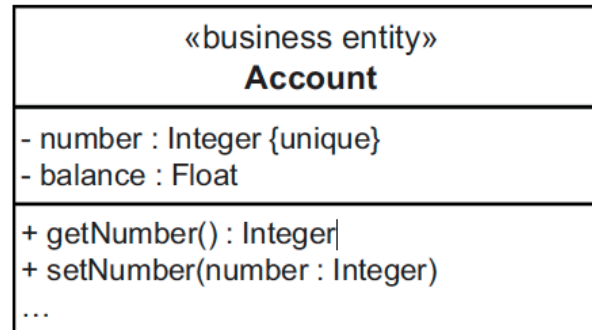 «business entity»
Account
- number : Integer {unique}
- balance : Float
+ getNumber() : Integer
+ setNumber(number : Integer)
...